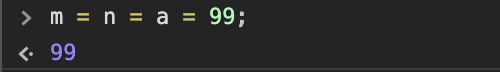 > m = n = a = 99;
<· 99